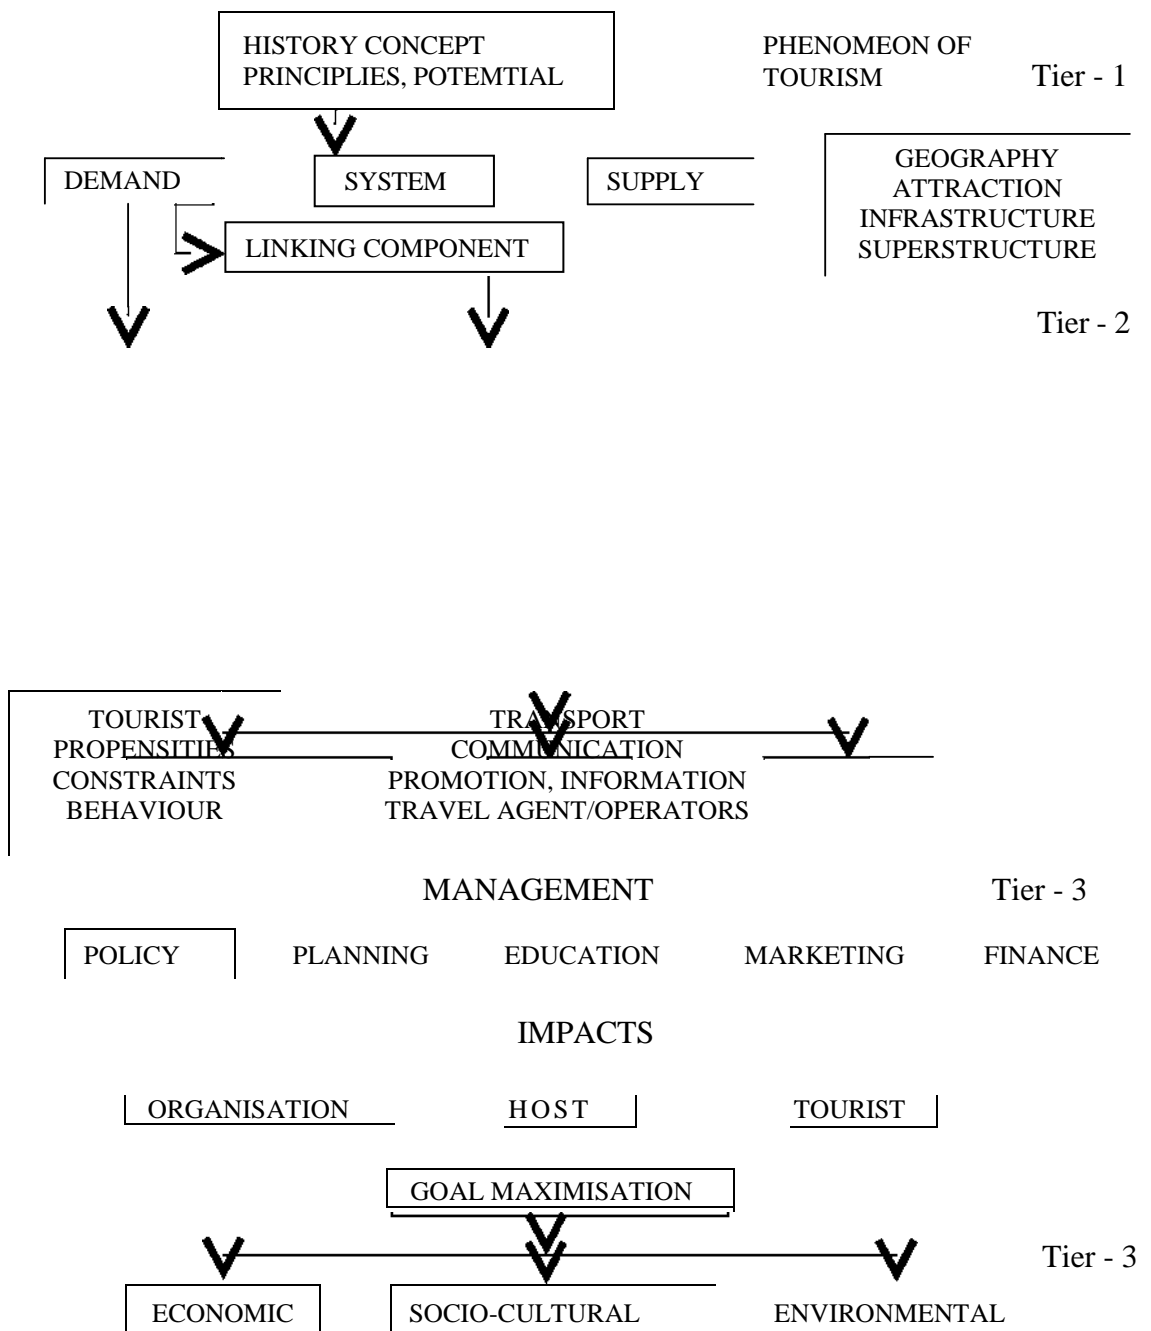 HISTORY CONCEPT
PRINCIPLIES, POTEMTIAL
PHENOMEON OF
TOURISM
Tier - 1
DEMAND
SYSTEM
SUPPLY
GEOGRAPHY
ATTRACTION
INFRASTRUCTURE
SUPERSTRUCTURE
LINKING COMPONENT
Tier - 2
TOURIST
PROPENSITIES
CONSTRAINTS
BEHAVIOUR
TRANSPORT
COMMUNICATION
PROMOTION, INFORMATION
TRAVEL AGENT/OPERATORS
MANAGEMENT
Tier - 3
POLICY
PLANNING
EDUCATION
MARKETING
FINANCE
IMPACTS
ORGANISATION
HOST
TOURIST
GOAL MAXIMISATION
Tier - 3
ECONOMIC
SOCIO-CULTURAL
ENVIRONMENTAL